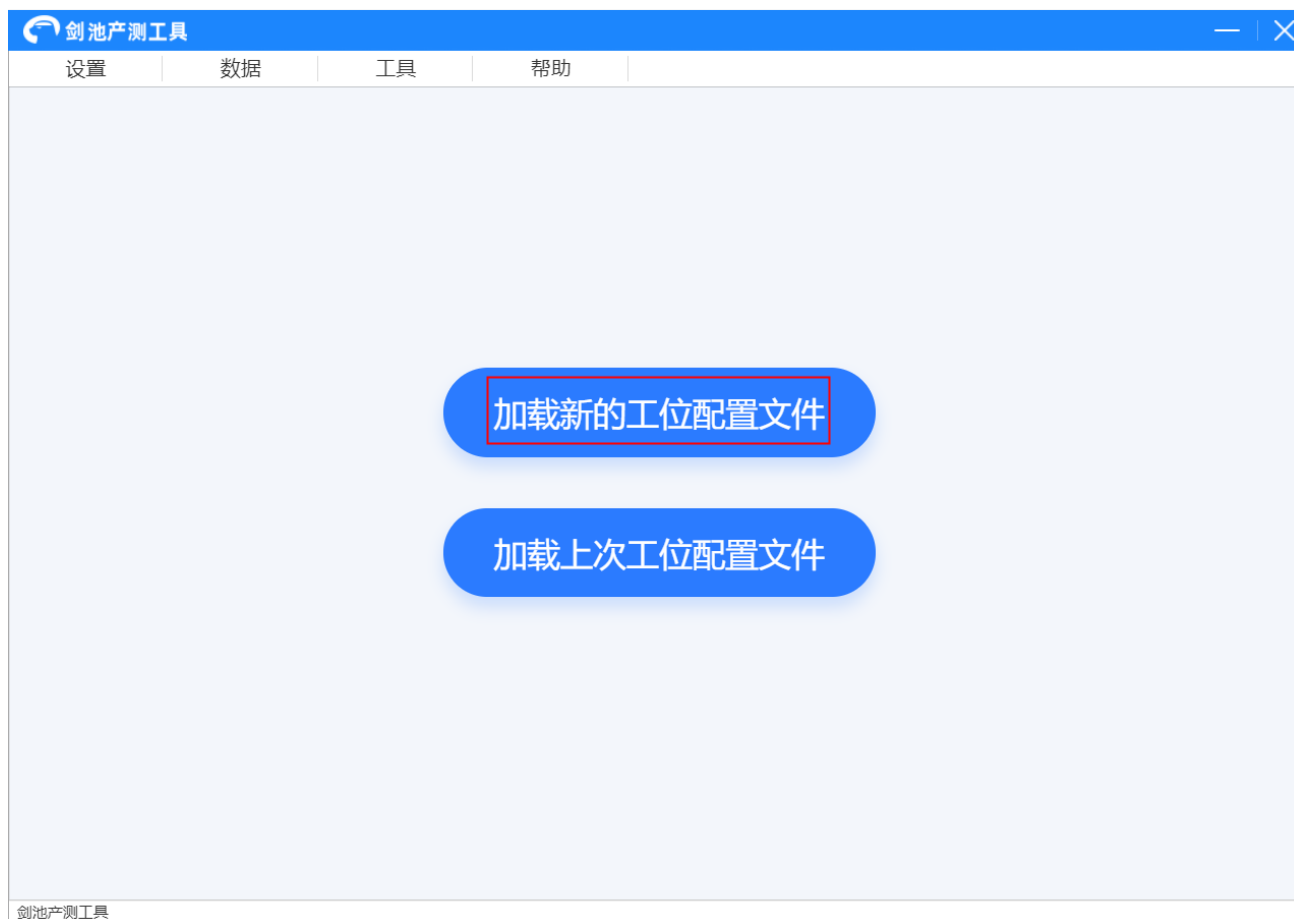 剑池产测工具
设置 数据 工具 帮助
加载新的工位配置文件
加载上次工位配置文件
剑池产测工具